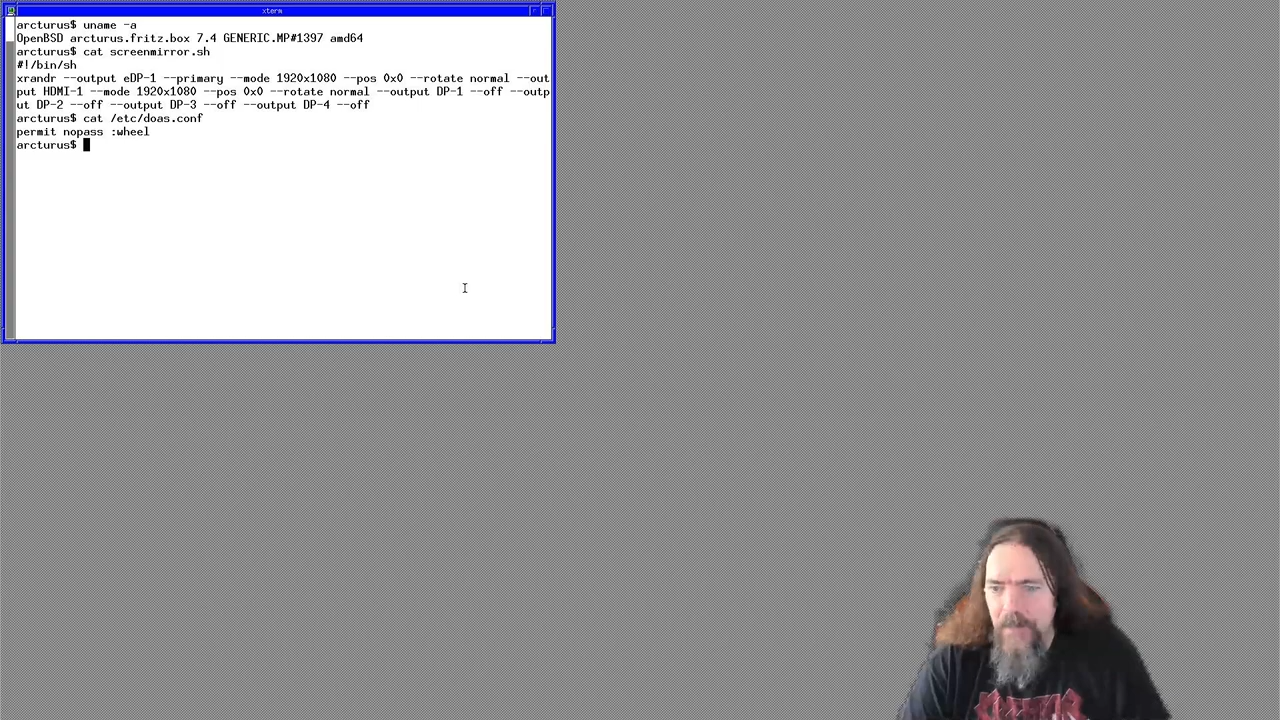 xterm
arcturus$ uname -a
OpenBSD arcturus.fritz.box 7.4 GENERIC.MP#1397 amd64
arcturus$ cat screenmirror.sh
#!/bin/sh
xrandr --output eDP-1 --primary --mode 1920x1080 --pos 0x0 --rotate normal --out
put HDMI-1 --mode 1920x1080 --pos 0x0 --rotate normal --output DP-1 --off --outp
ut DP-2 --off --output DP-3 --off --output DP-4 --off
arcturus$ cat /etc/doas.conf
permit nopass :wheel
arcturus$